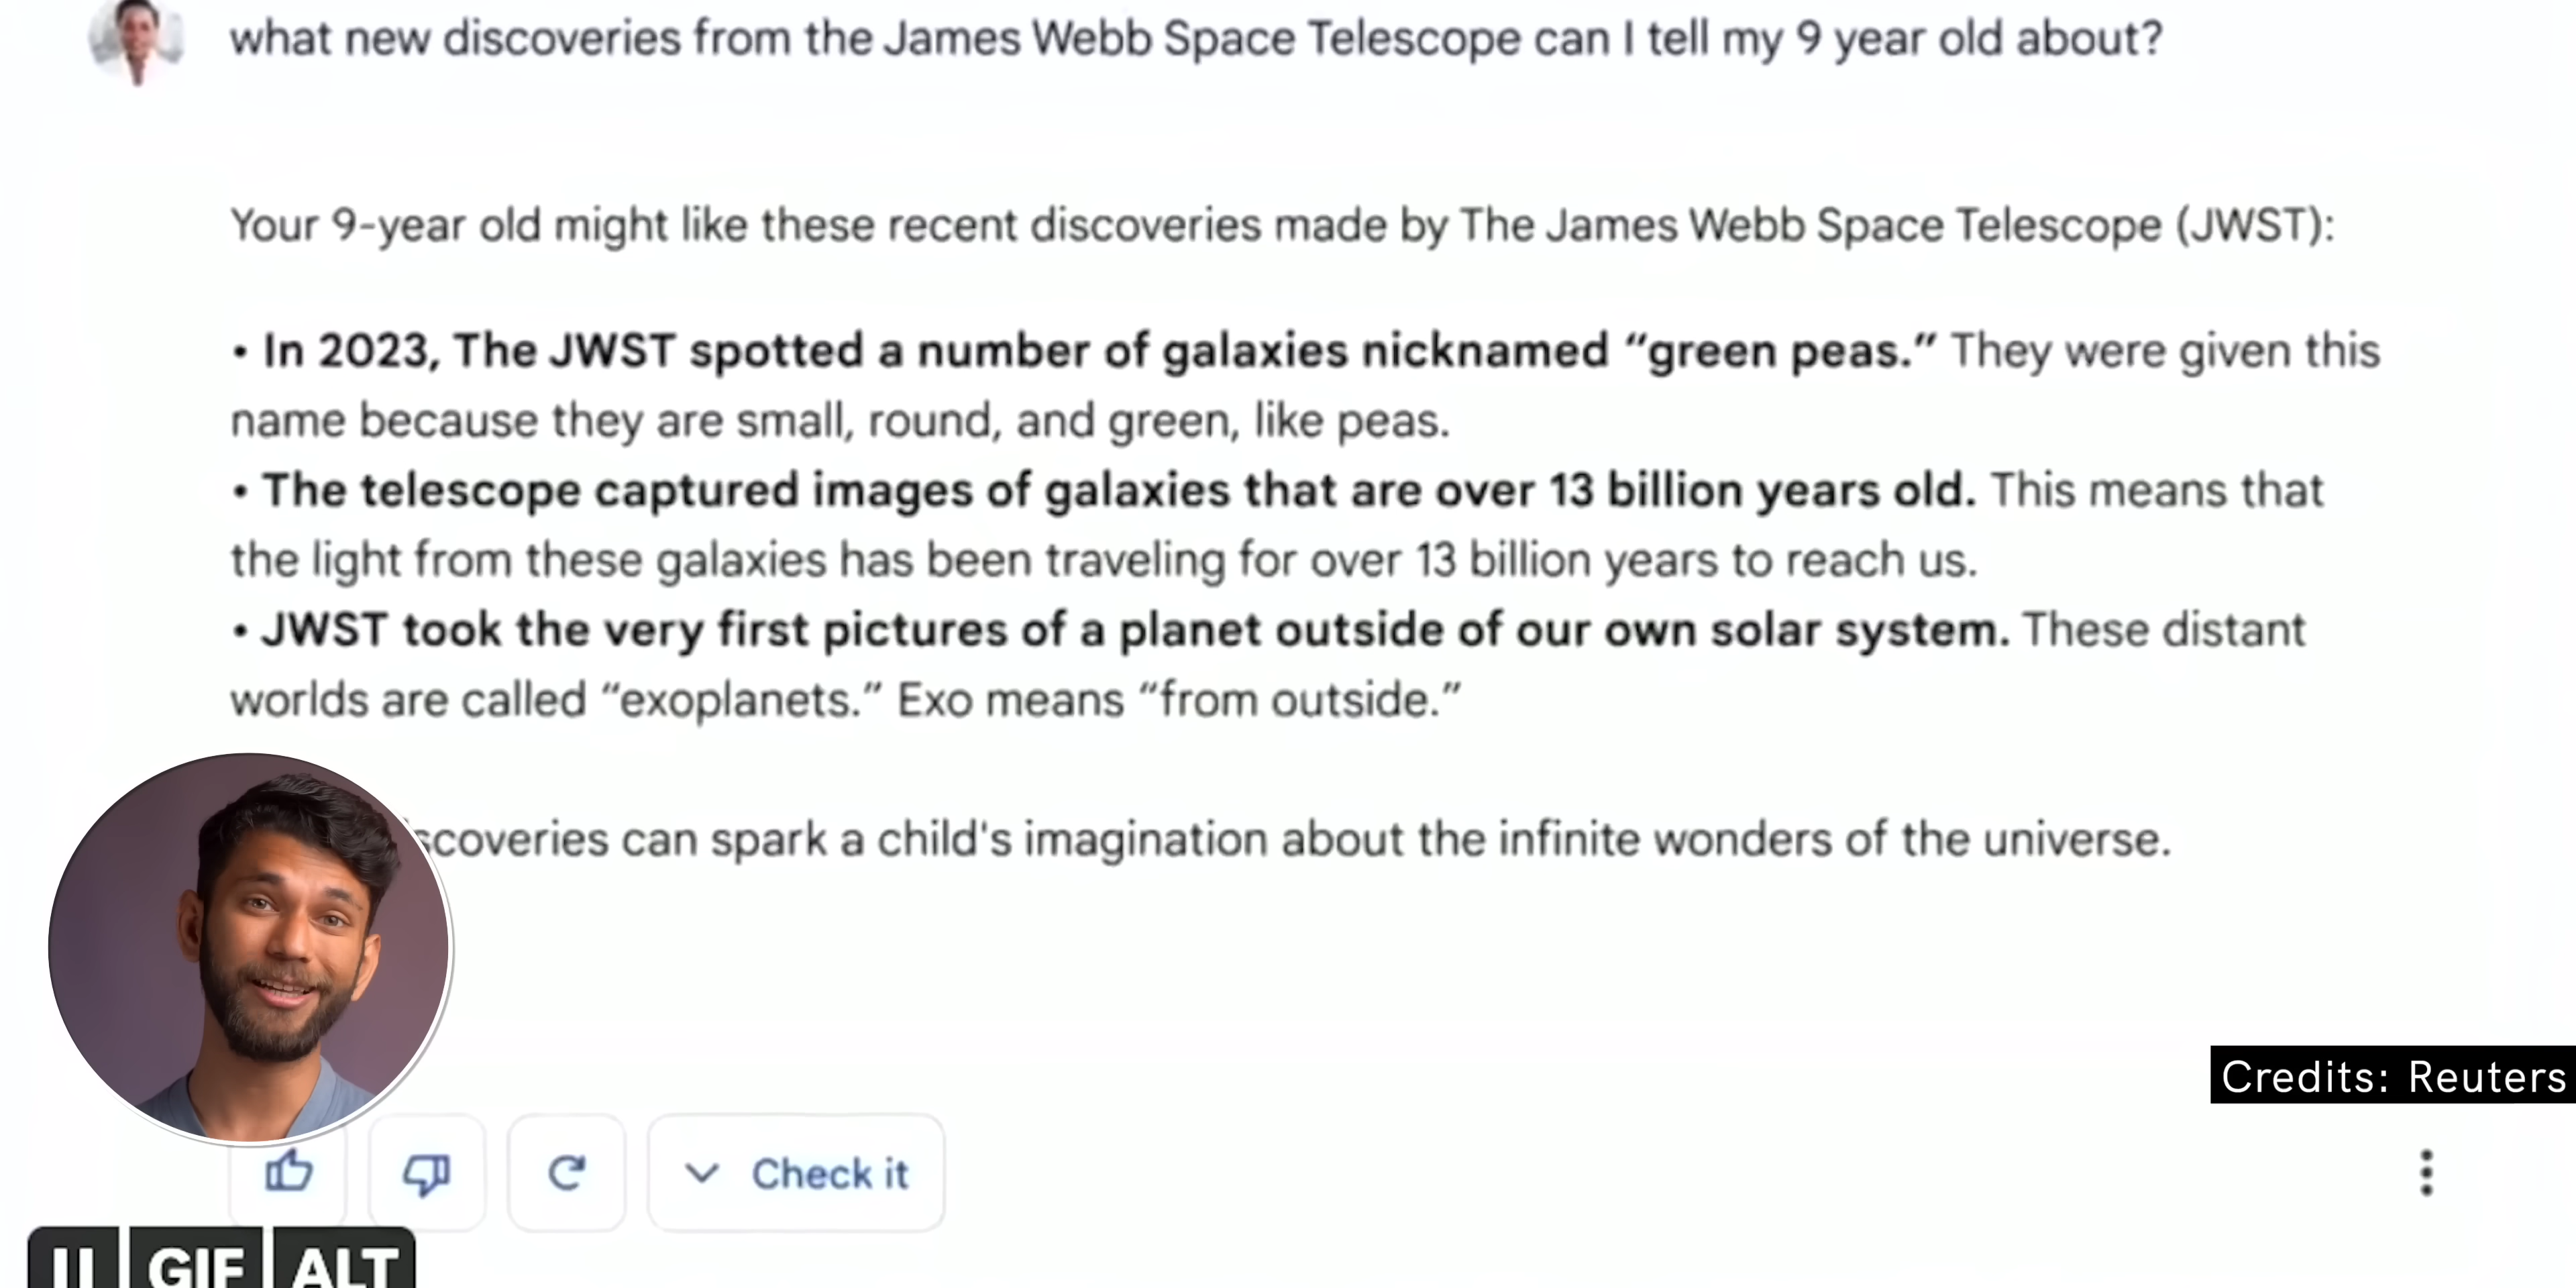 what new discoveries from the James Webb Space Telescope can I tell my 9 year old about?
Your 9-year old might like these recent discoveries made by The James Webb Space Telescope (JWST):
• In 2023, The JWST spotted a number of galaxies nicknamed “green peas.” They were given this
name because they are small, round, and green, like peas.
• The telescope captured images of galaxies that are over 13 billion years old. This means that
the light from these galaxies has been traveling for over 13 billion years to reach us.
• JWST took the very first pictures of a planet outside of our own solar system. These distant
worlds are called “exoplanets.” Exo means “from outside.”
scoveries can spark a child's imagination about the infinite wonders of the universe.
Credits: Reuters
Check it
GIF ALT